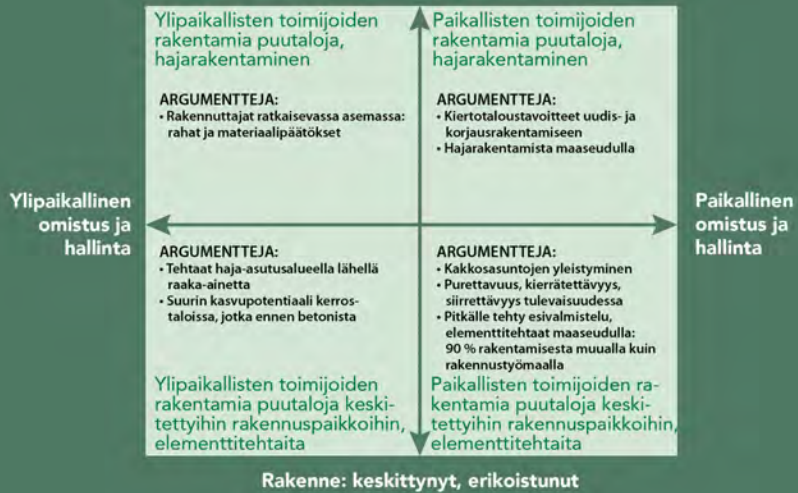 Ylipaikallisten toimijoiden
rakentamia puutaloja,
hajarakentaminen
ARGUMENTTEJA:
• Rakennuttajat ratkaisevassa asemassa:
rahat ja materiaalipäätökset
Paikallisten toimijoiden
rakentamia puutaloja,
hajarakentaminen
ARGUMENTTEJA:
• Kiertotaloustavoitteet uudis- ja
korjausrakentamiseen
• Hajarakentamista maaseudulla
Ylipaikallinen
omistus ja
hallinta
Paikallinen
omistus ja
hallinta
ARGUMENTTEJA:
• Tehtaat haja-asutusalueella lähellä
raaka-ainetta
• Suurin kasvupotentiaali kerros-
taloissa, jotka ennen betonista
Ylipaikallisten toimijoiden
rakentamia puutaloja keski-
tettyihin rakennuspaikkoihin,
elementtitehtaita
ARGUMENTTEJA:
• Kakkosasuntojen yleistyminen
• Purettavuus, kierrätettävyys,
siirrettävyys tulevaisuudessa
• Pitkälle tehty esivalmistelu,
elementtitehtaat maaseudulla:
90 % rakentamisesta muualla kuin
rakennustyömaalla
Paikallisten toimijoiden ra-
kentamia puutaloja keski-
tettyihin rakennuspaikkoihin,
elementtitehtaita
Rakenne: keskittynyt, erikoistunut